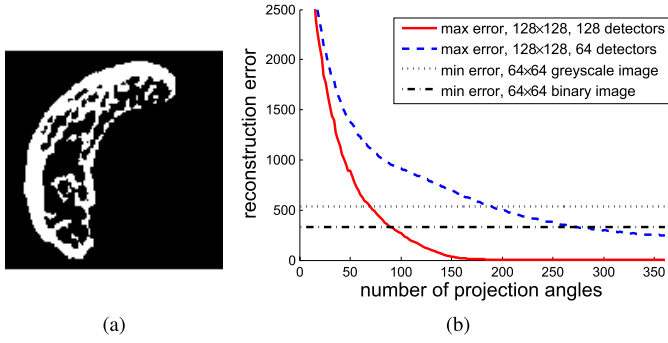 2500
2000
1500
1000
500
0
reconstruction error
max error, 128×128, 128 detectors
max error, 128×128, 64 detectors
min error, 64×64 greyscale image
min error, 64×64 binary image
0 50 100 150 200 250 300 350
number of projection angles
(a) (b)